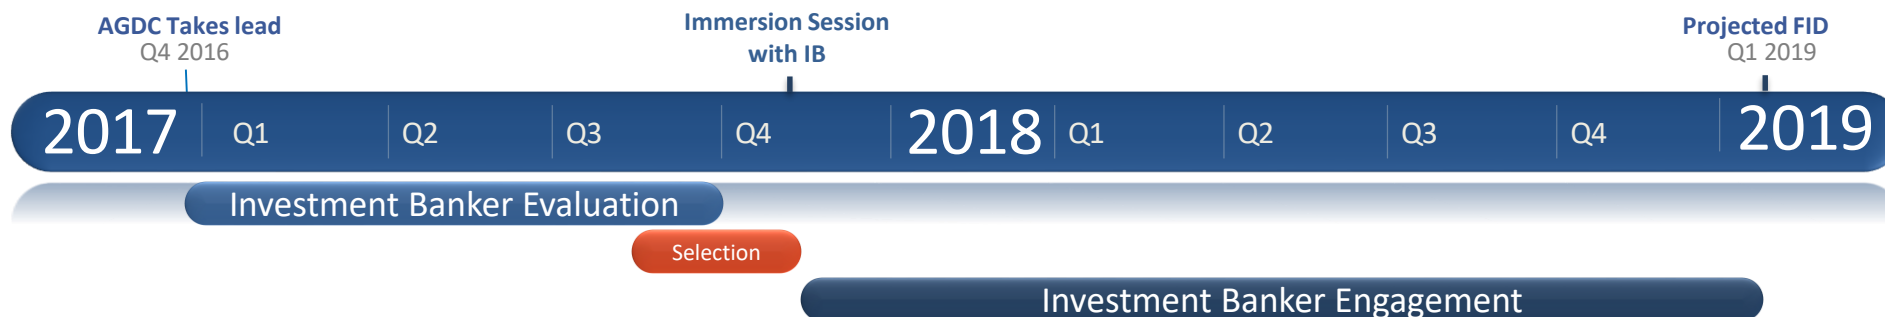 AGDC Takes lead
Q4 2016
Immersion Session
with IB
Projected FID
Q1 2019
2017 Q1 Q2 Q3 Q4 2018 Q1 Q2 Q3 Q4 2019
Investment Banker Evaluation
Selection
Investment Banker Engagement